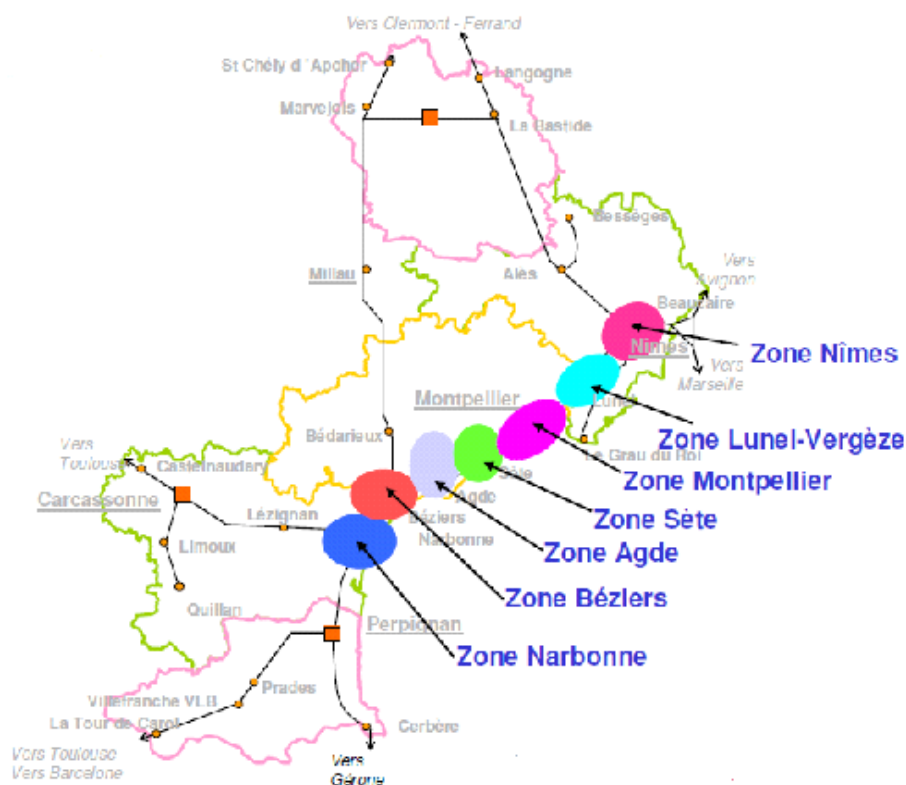 Vers Clermont - Ferrand
St Chély d 'Apcher
Langogne
Marvejols
La Bastide
Bessèges
Millau
Alès
Vers
Avignon
Beaucaire
Nîmes
Zone Nîmes
Vers
Marseille
Montpellier
Lunel
Zone Lunel-Vergèze
Bédarieux
Le Grau du Roi
Vers
Toulouse
Castelnaudary
Sète
Zone Montpellier
Carcassonne
Agde
Lézignan
Béziers
Zone Sète
Narbonne
Limoux
Zone Agde
Quillan
Zone Béziers
Perpignan
Zone Narbonne
Prades
Villefranche VLB
La Tour de Carol
Cerbère
Vers Toulouse
Vers Barcelone
Vers
Gérone